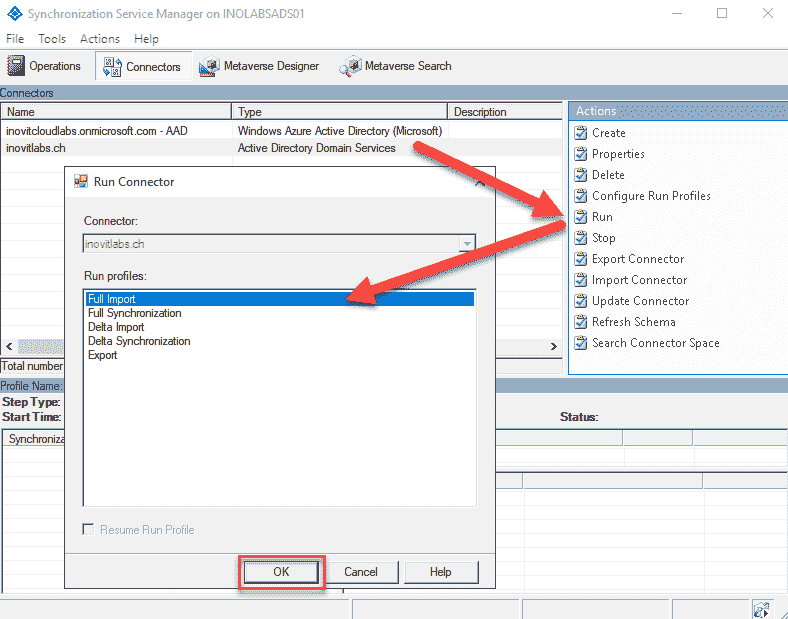 Synchronization Service Manager on INOLABSADS01
File Tools Actions Help
Operations Connectors Metaverse Designer Metaverse Search
Connectors
Name Type Description
inovitcloudlabs.onmicrosoft.com - AAD Windows Azure Active Directory (Microsoft)
inovitlabs.ch Active Directory Domain Services
Actions
Create
Properties
Delete
Configure Run Profiles
Run
Stop
Export Connector
Import Connector
Update Connector
Refresh Schema
Search Connector Space
Run Connector
Connector:
inovitlabs.ch
Run profiles:
Full Import
Full Synchronization
Delta Import
Delta Synchronization
Export
Resume Run Profile
OK Cancel Help
Total number
Profile Name:
Step Type:
Start Time: Status:
Synchroniza